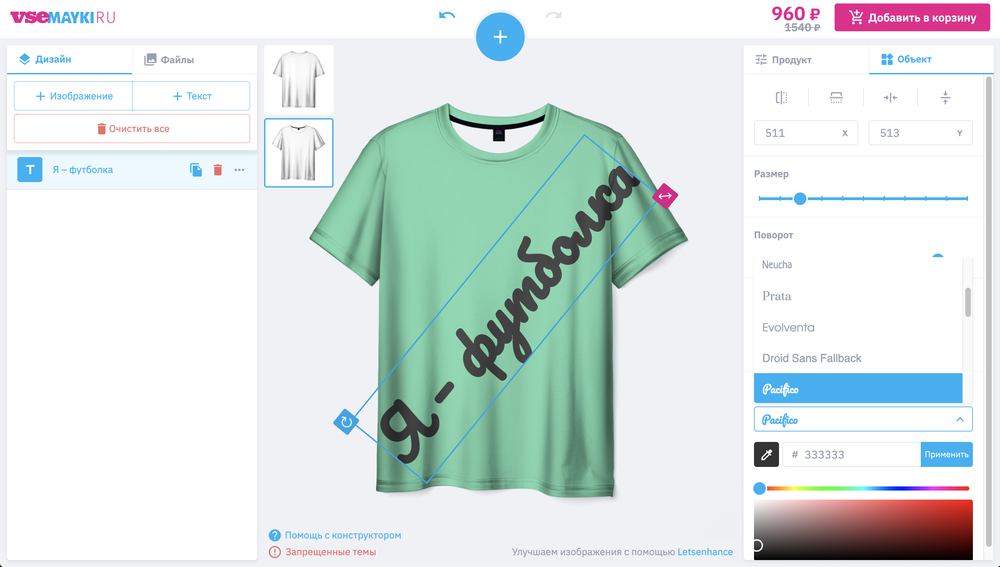 vseMAYKIRU
960 ₽
1540 ₽
Добавить в корзину
Дизайн
Файлы
Изображение
Текст
Очистить все
T
Я – футболка
Я - футболка
Продукт
Объект
511 X
513 Y
Размер
Поворот
Neucha
Prata
Evolventa
Droid Sans Fallback
Pacifico
Pacifico
# 333333
Применить
Помощь с конструктором
Запрещенные темы
Улучшаем изображения с помощью Letsenhance